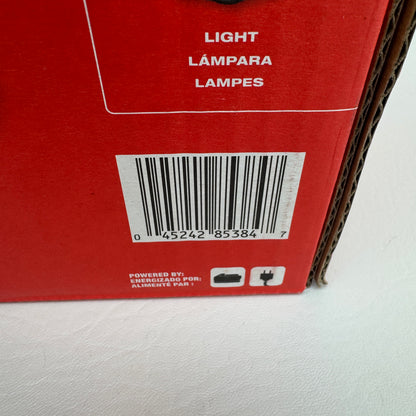 LIGHT
LÁMPARA
LAMPES
0 45242 85384 7
POWERED BY:
ENERGIZADO POR:
ALIMENTÉ PAR :